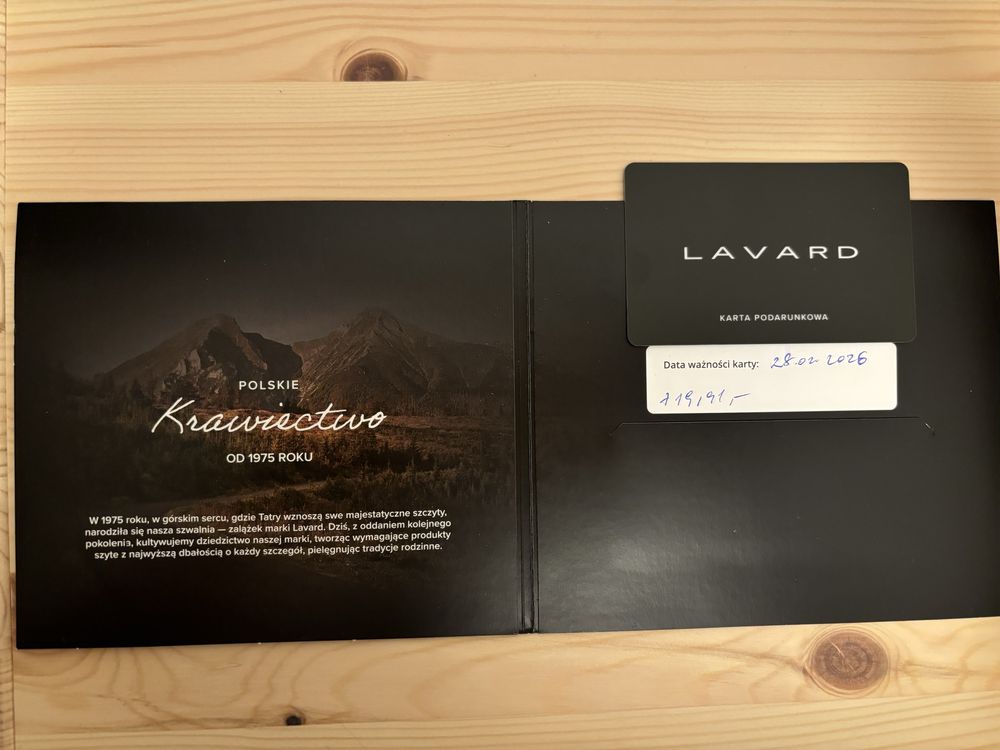 POLSKIE
Krawiectwo
OD 1975 ROKU
W 1975 roku, w górskim sercu, gdzie Tatry wznoszą swe majestatyczne szczyty,
narodziła się nasza szwalnia — zalążek marki Lavard. Dziś, z oddaniem kolejnego
pokolenia, kultywujemy dziedzictwo naszej marki, tworząc wymagające produkty
szyte z najwyższą dbałością o każdy szczegół, pielęgnując tradycje rodzinne.
LAVARD
KARTA PODARUNKOWA
Data ważności karty: 28.02.2026
119,91,-